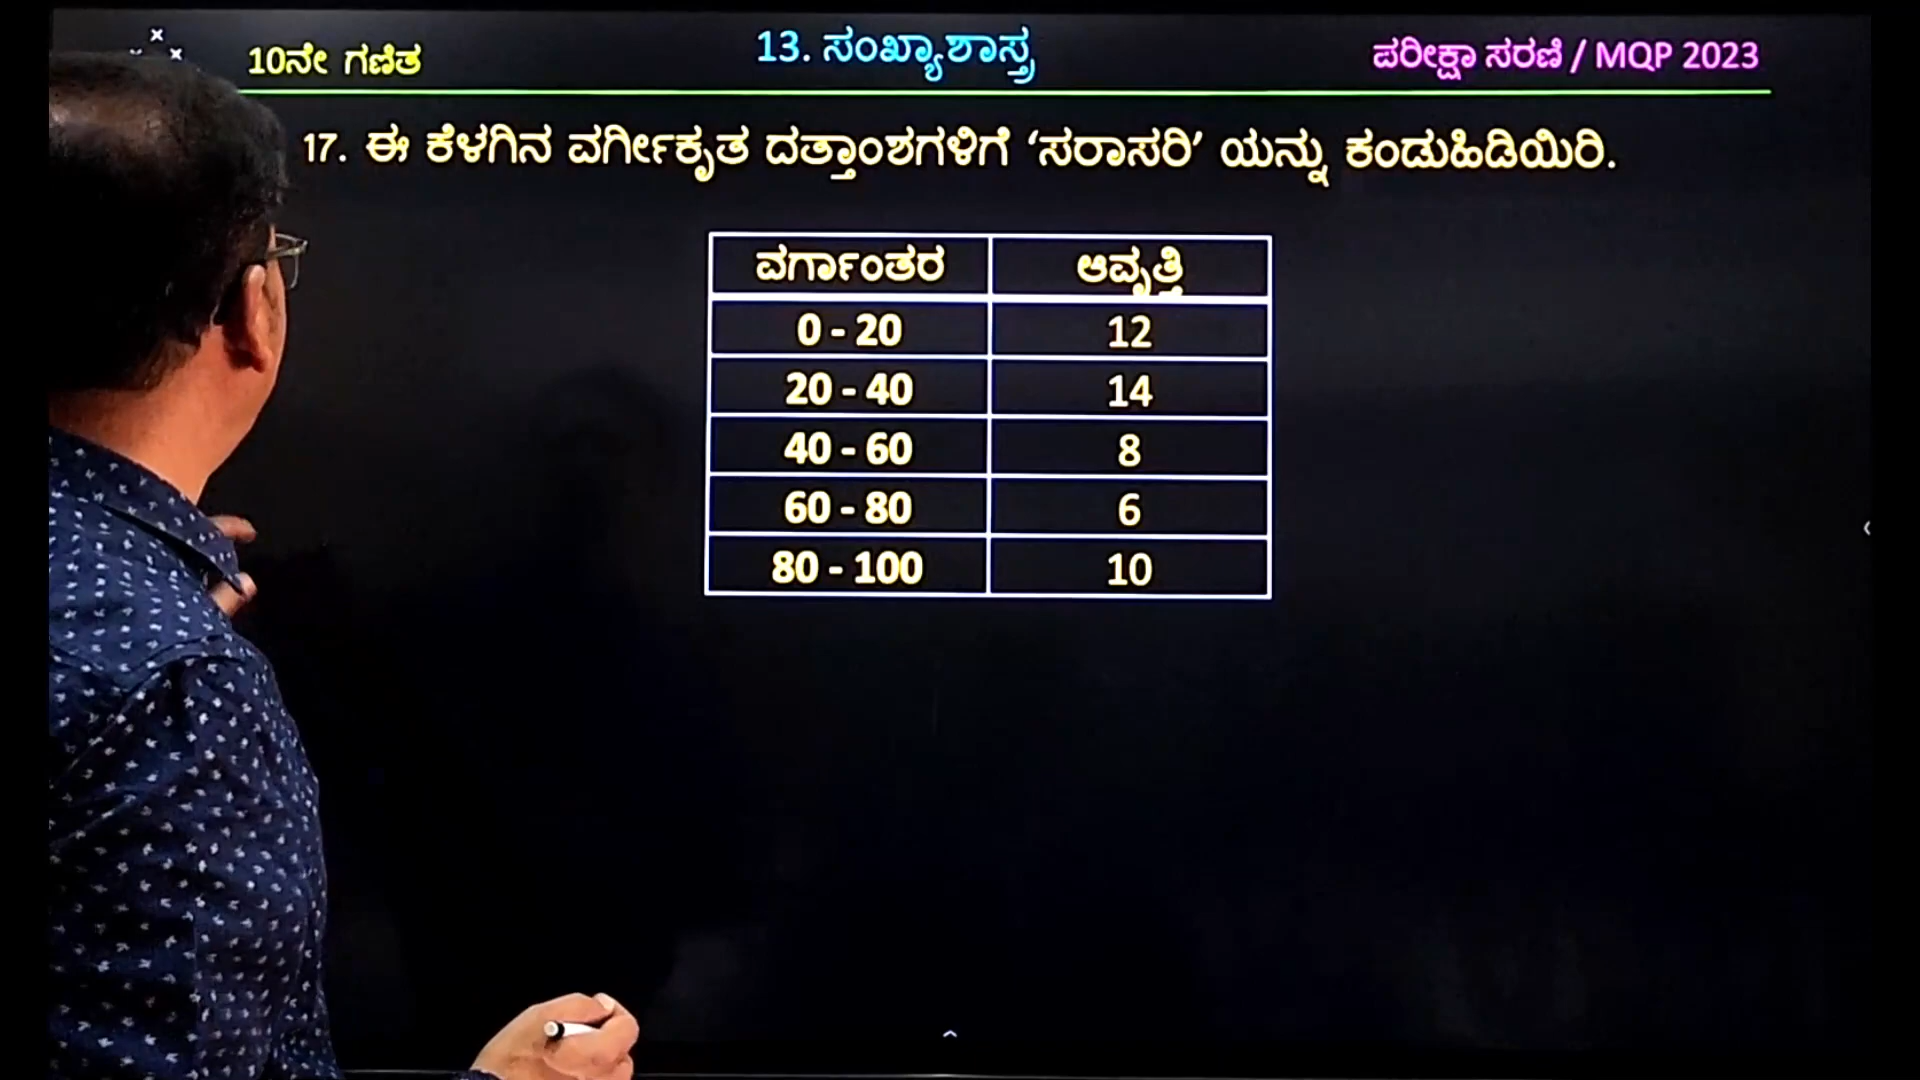 10ನೇ ಗಣಿತ
13. ಸಂಖ್ಯಾಶಾಸ್ತ್ರ
ಪರೀಕ್ಷಾ ಸರಣಿ / MQP 2023
17. ಈ ಕೆಳಗಿನ ವರ್ಗೀಕೃತ ದತ್ತಾಂಶಗಳಿಗೆ ‘ಸರಾಸರಿ’ ಯನ್ನು ಕಂಡುಹಿಡಿಯಿರಿ.
ವರ್ಗಾಂತರ ಆವೃತ್ತಿ
0 - 20 12
20 - 40 14
40 - 60 8
60 - 80 6
80 - 100 10